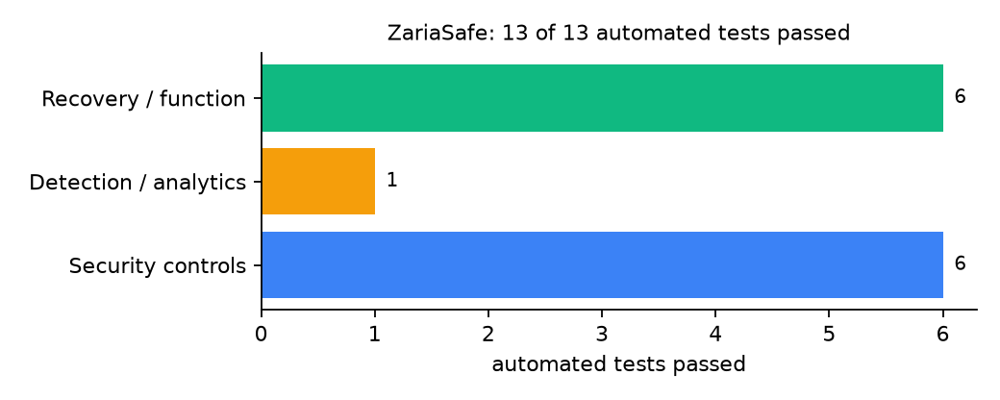 ZariaSafe: 13 of 13 automated tests passed
Recovery / function
6
Detection / analytics
1
Security controls
6
0 1 2 3 4 5 6
automated tests passed